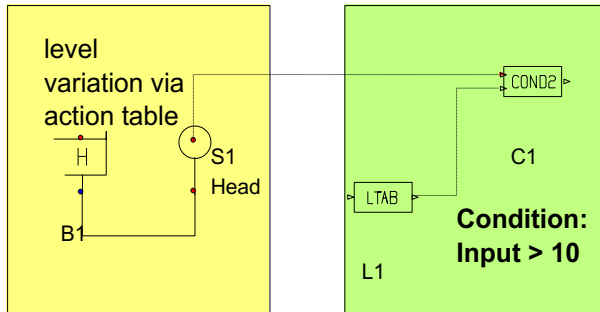 level
variation via
action table
H
S1
Head
B1
COND2
C1
LTAB
Condition:
Input > 10
L1